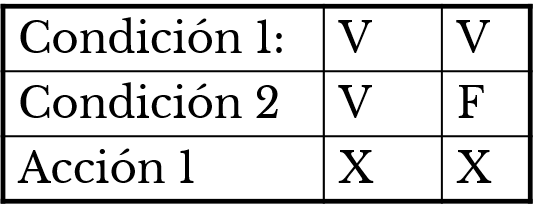 Condición 1: V V
Condición 2 V F
Acción 1 X X